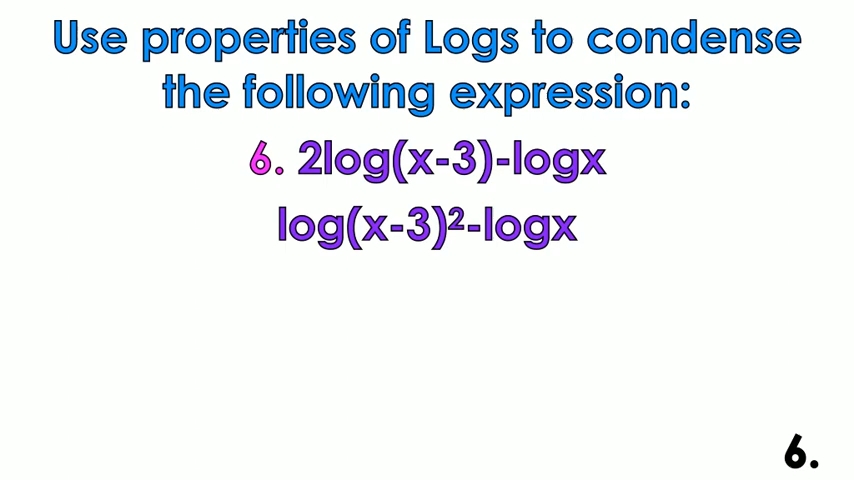 Use properties of Logs to condense
the following expression:
6. 2log(x-3)-logx
log(x-3)²-logx
6.